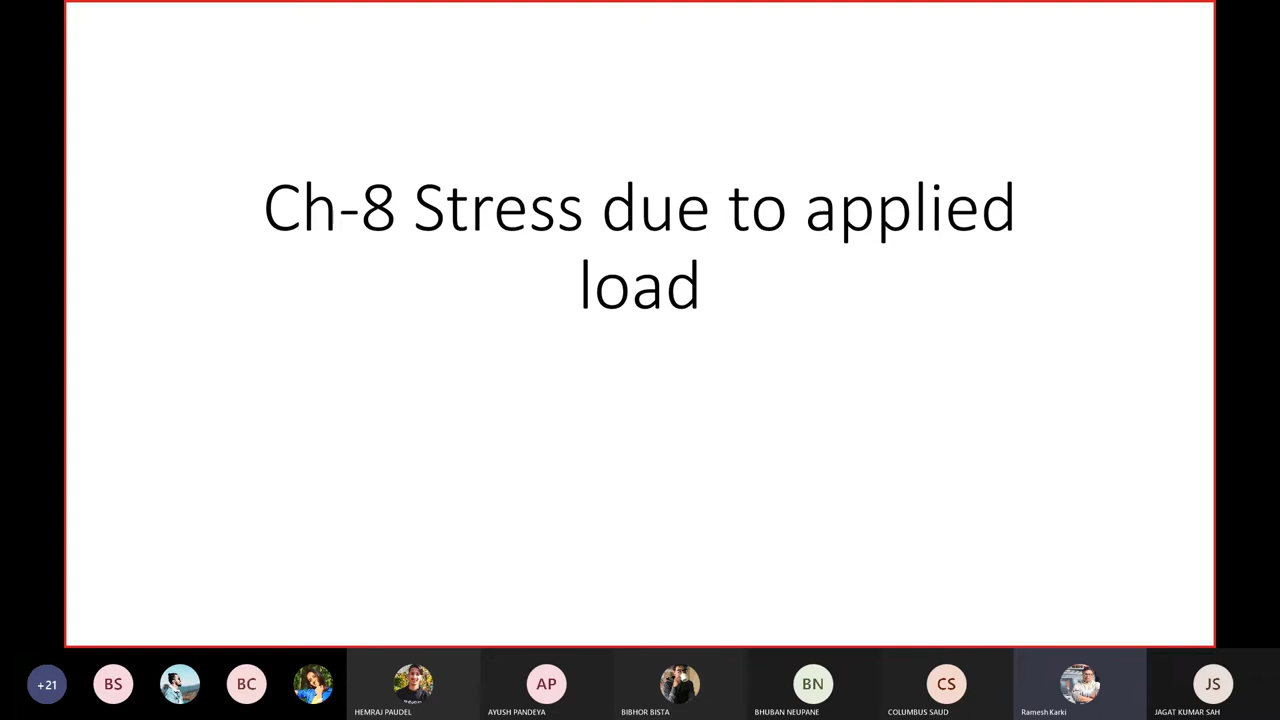 Ch-8 Stress due to applied
load
+21
BS
BC
HEMRAJ PAUDEL
AP
AYUSH PANDEYA
BIBHOR BISTA
BN
BHUBAN NEUPANE
CS
COLUMBUS SAUD
Ramesh Karki
JS
JAGAT KUMAR SAH